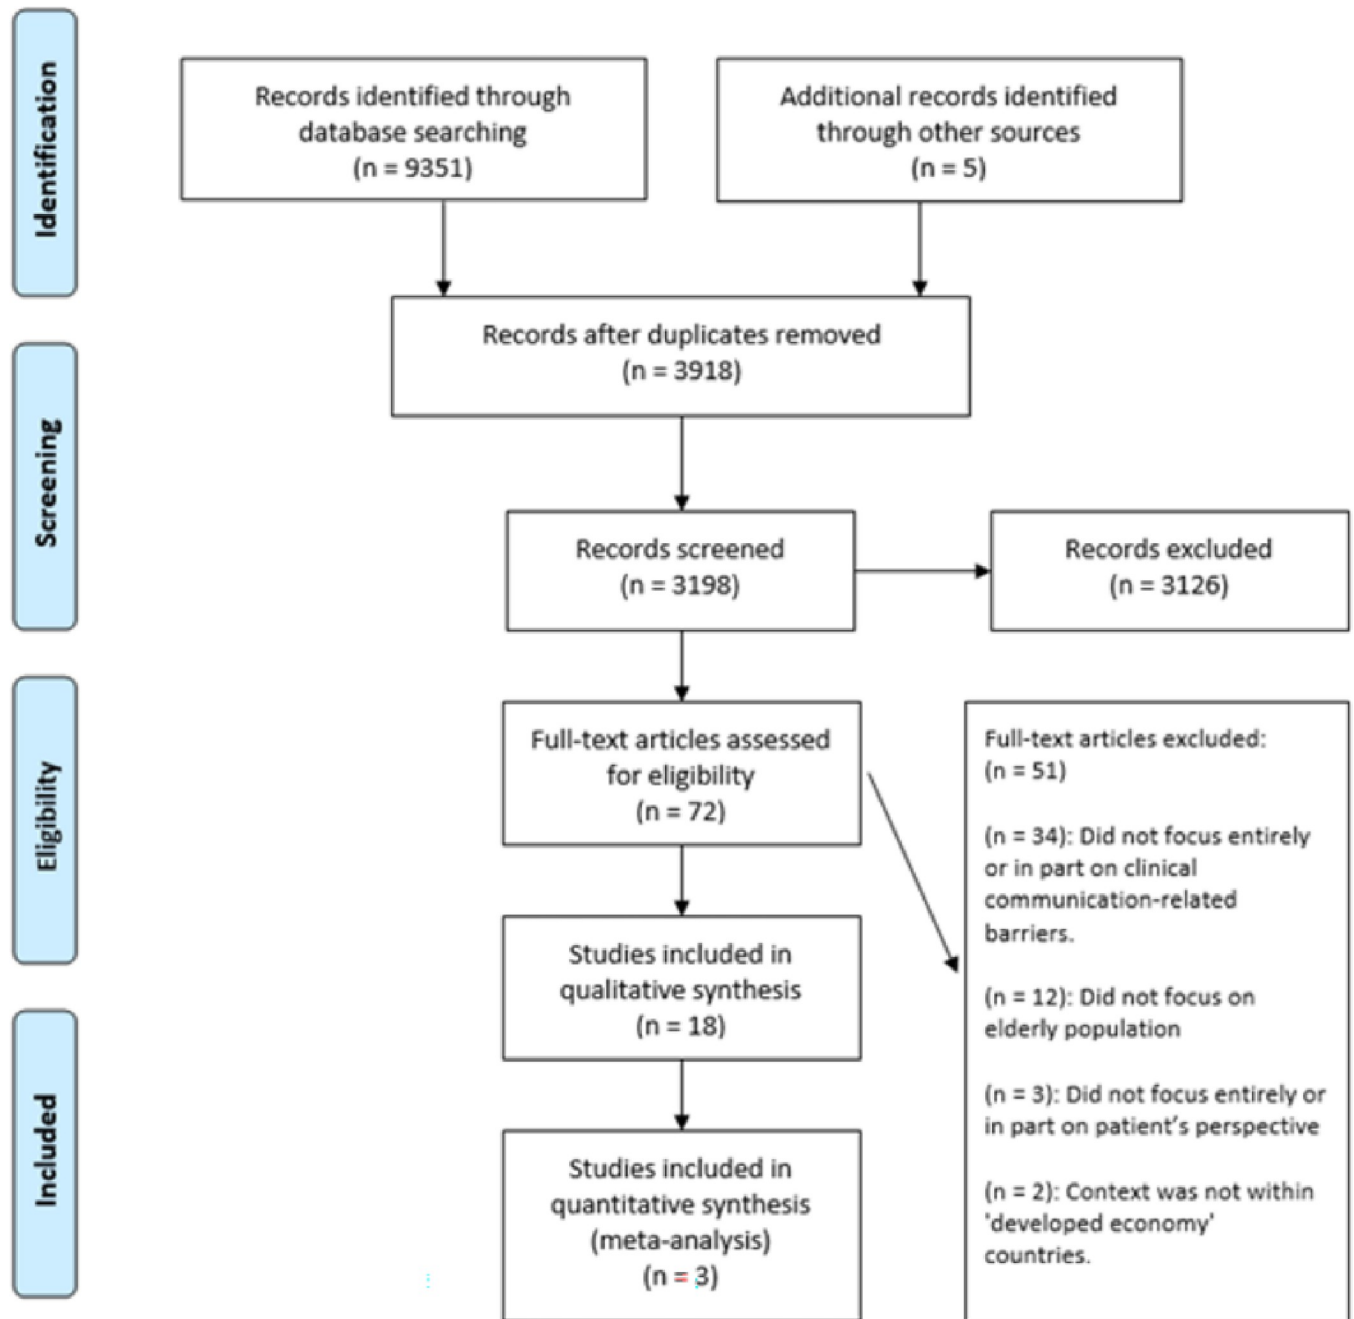 Identification
Records identified through
database searching
(n = 9351)
Additional records identified
through other sources
(n = 5)
Records after duplicates removed
(n = 3918)
Screening
Records screened
(n = 3198)
Records excluded
(n = 3126)
Eligibility
Full-text articles assessed
for eligibility
(n = 72)
Full-text articles excluded:
(n = 51)
(n = 34): Did not focus entirely
or in part on clinical
communication-related
barriers.
(n = 12): Did not focus on
elderly population
(n = 3): Did not focus entirely or
in part on patient's perspective
(n = 2): Context was not within
'developed economy'
countries.
Studies included in
qualitative synthesis
(n = 18)
Included
Studies included in
quantitative synthesis
(meta-analysis)
(n = 3)